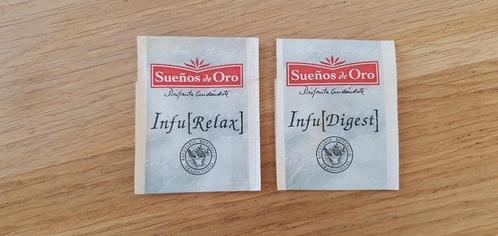 Sueños de Oro
Disfruta Cuidándote
Infu[Relax]
Sueños de Oro
Disfruta Cuidándote
Infu[Digest]